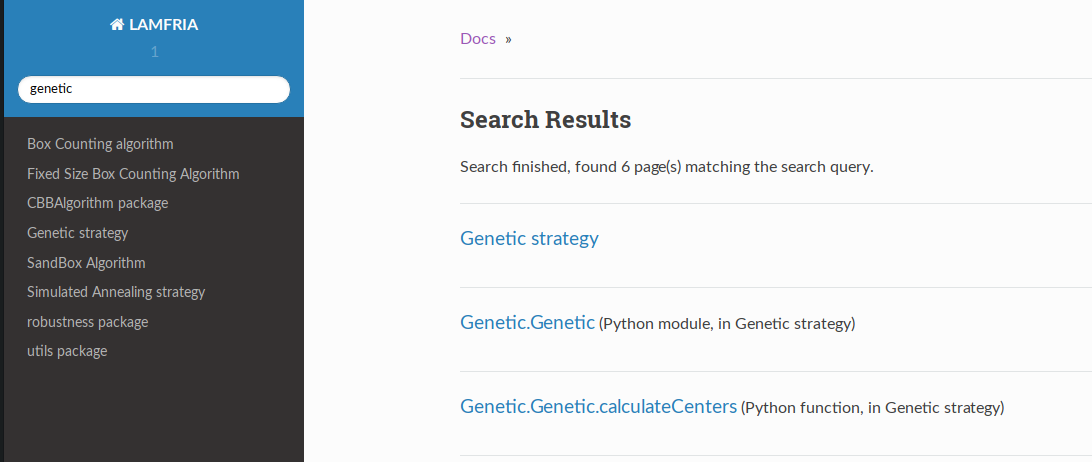 LAMFRIA
1
genetic
Box Counting algorithm
Fixed Size Box Counting Algorithm
CBBAlgorithm package
Genetic strategy
SandBox Algorithm
Simulated Annealing strategy
robustness package
utils package
Docs »
Search Results
Search finished, found 6 page(s) matching the search query.
Genetic strategy
Genetic.Genetic (Python module, in Genetic strategy)
Genetic.Genetic.calculateCenters (Python function, in Genetic strategy)